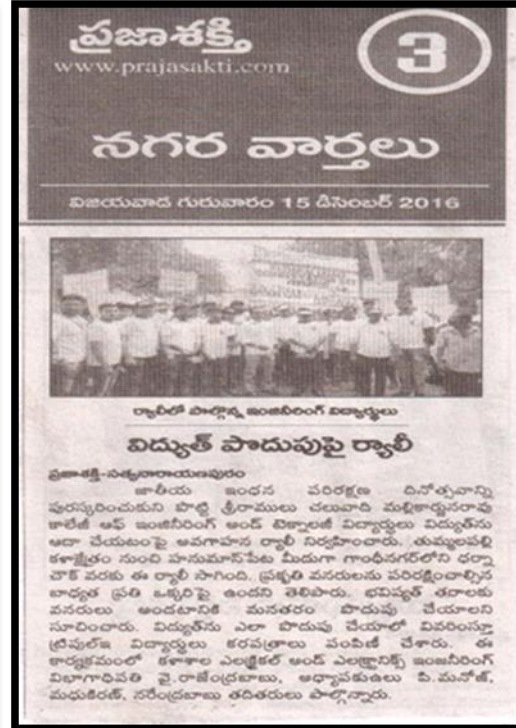 ప్రజాశక్తి
www.prajasakti.com
3
నగర వార్తలు
విజయవాడ గురువారం 15 డిసెంబర్ 2016
ర్యాలీలో పాల్గొన్న ఇంజినీరింగ్ విద్యార్థులు
విద్యుత్ పొదుపుపై ర్యాలీ
ప్రజాశక్తి-సత్యనారాయణపురం
జాతీయ ఇంధన పరిరక్షణ దినోత్సవాన్ని
పురస్కరించుకుని పొట్టి శ్రీరాములు చలువాది మల్లికార్జునరావు
కాలేజీ ఆఫ్ ఇంజినీరింగ్ అండ్ టెక్నాలజీ విద్యార్థులు విద్యుత్‌ను
ఆదా చేయటంపై అవగాహన ర్యాలీ నిర్వహించారు. తుమ్మలపల్లి
కళాక్షేత్రం నుంచి హనుమాన్‌పేట మీదుగా గాంధీనగర్‌లోని ధర్నా
చౌక్ వరకు ఈ ర్యాలీ సాగింది. ప్రకృతి వనరులను పరిరక్షించాల్సిన
బాధ్యత ప్రతి ఒక్కరిపై ఉందని తెలిపారు. భవిష్యత్ తరాలకు
వనరులు అందటానికి మనతరం పొదుపు చేయాలని
సూచించారు. విద్యుత్‌ను ఎలా పొదుపు చేయాలో వివరిస్తూ
ట్రిపుల్ఇ విద్యార్థులు కరపత్రాలు పంపిణీ చేశారు. ఈ
కార్యక్రమంలో కళాశాల ఎలక్ట్రికల్ అండ్ ఎలక్ట్రానిక్స్ ఇంజనీరింగ్
విభాగాధిపతి వై.రాజేంద్రబాబు, అధ్యాపకుఉలు పి.మనోజ్,
మధుకిరణ్, నరేంద్రబాబు తదితరులు పాల్గొన్నారు.